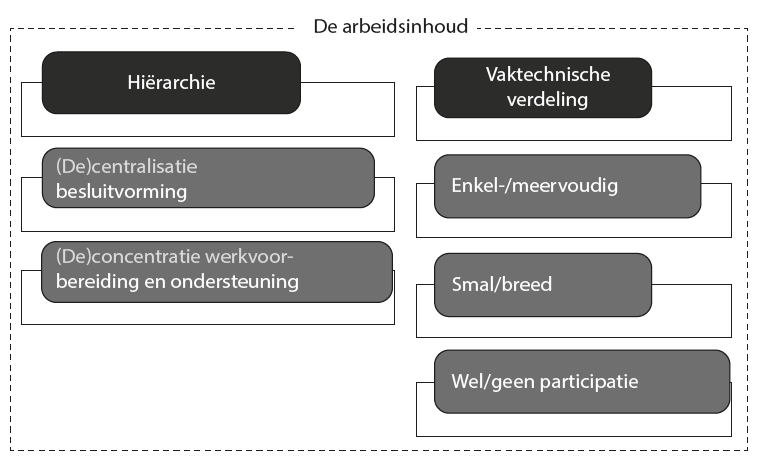 De arbeidsinhoud
Hiërarchie
(De)centralisatie
besluitvorming
(De)concentratie werkvoor-
bereiding en ondersteuning
Vaktechnische
verdeling
Enkel-/meervoudig
Smal/breed
Wel/geen participatie